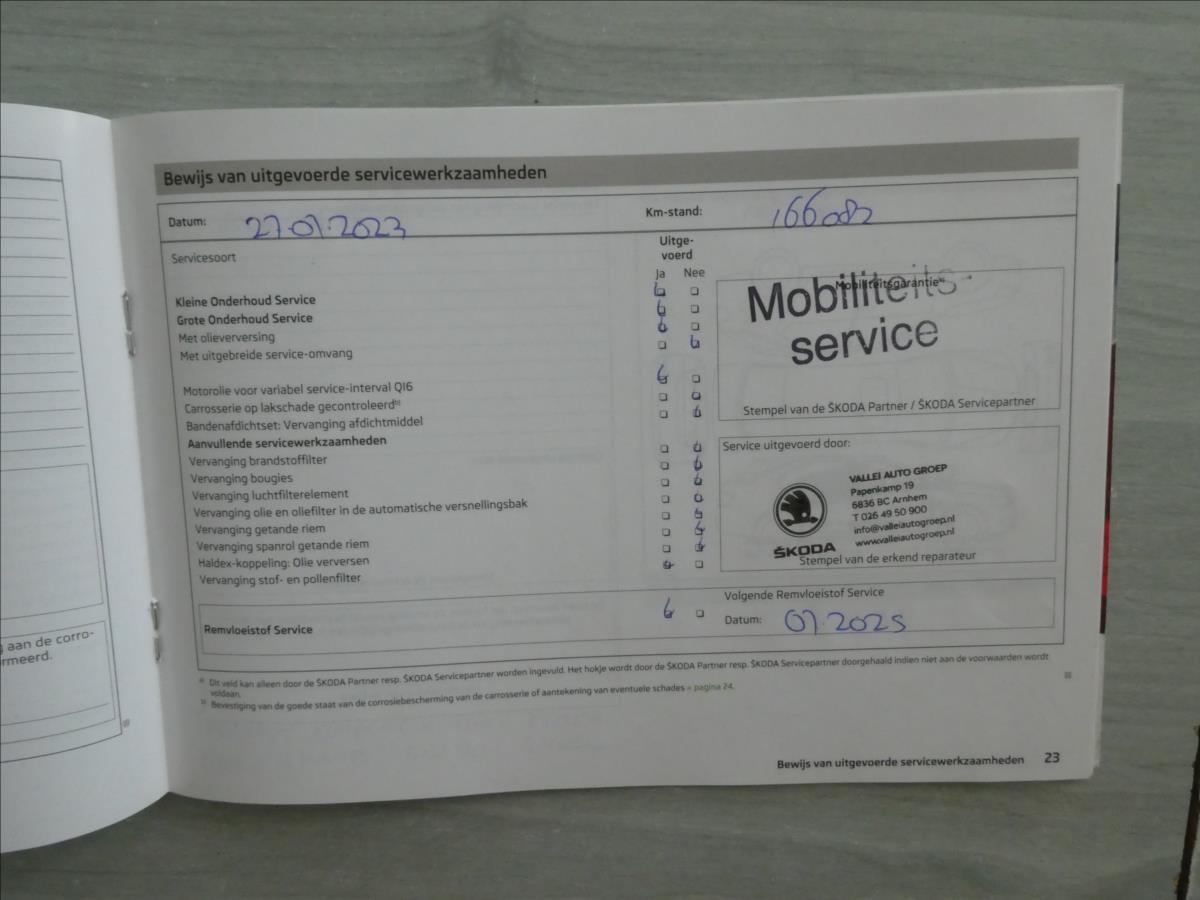 Bewijs van uitgevoerde servicewerkzaamheden
Datum: 27.01.2023 Km-stand: 166082
Servicesoort Uitge-
voerd
Ja Nee
Kleine Onderhoud Service
Grote Onderhoud Service
Met olieverversing
Met uitgebreide service-omvang
Motorolie voor variabel service-interval QI6
Carrosserie op lakschade gecontroleerd b)
Bandenafdichtset: Vervanging afdichtmiddel
Aanvullende servicewerkzaamheden
Vervanging brandstoffilter
Vervanging bougies
Vervanging luchtfilterelement
Vervanging olie en oliefilter in de automatische versnellingsbak
Vervanging getande riem
Vervanging spanrol getande riem
Haldex-koppeling: Olie verversen
Vervanging stof- en pollenfilter
Remvloeistof Service
Mobiliteitsgarantie a)
Mobiliteits-
service
Stempel van de ŠKODA Partner / ŠKODA Servicepartner
Service uitgevoerd door:
ŠKODA
VALLEI AUTO GROEP
Papenkamp 19
6836 BC Arnhem
T 026 49 50 900
info@valleiautogroep.nl
www.valleiautogroep.nl
Stempel van de erkend reparateur
Volgende Remvloeistof Service
Datum: 01.2025
a) Dit veld kan alleen door de ŠKODA Partner resp. ŠKODA Servicepartner worden ingevuld. Het hokje wordt door de ŠKODA Partner resp. ŠKODA Servicepartner doorgehaald indien niet aan de voorwaarden wordt
voldaan.
b) Bevestiging van de goede staat van de corrosiebescherming van de carrosserie of aantekening van eventuele schades » pagina 24.
Bewijs van uitgevoerde servicewerkzaamheden 23
aan de corro-
rmeerd.